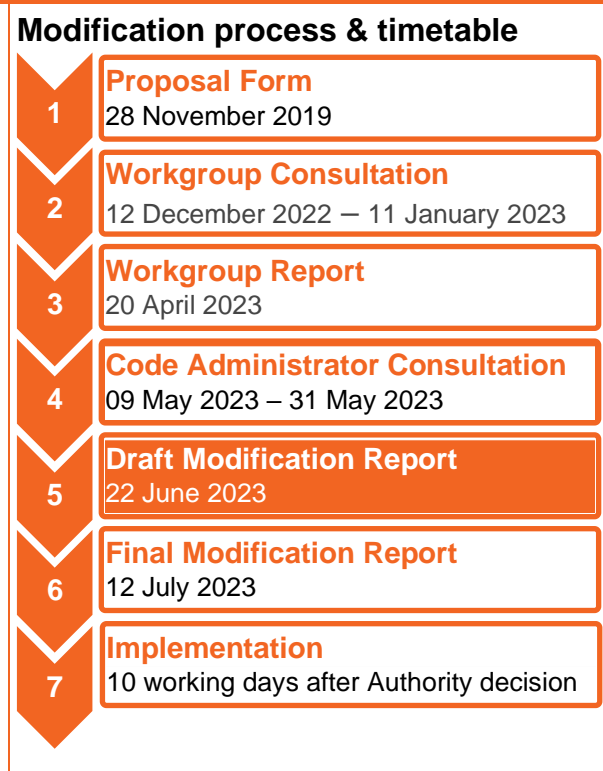 Modification process & timetable
1
Proposal Form
28 November 2019
2
Workgroup Consultation
12 December 2022 – 11 January 2023
3
Workgroup Report
20 April 2023
4
Code Administrator Consultation
09 May 2023 – 31 May 2023
5
Draft Modification Report
22 June 2023
6
Final Modification Report
12 July 2023
7
Implementation
10 working days after Authority decision